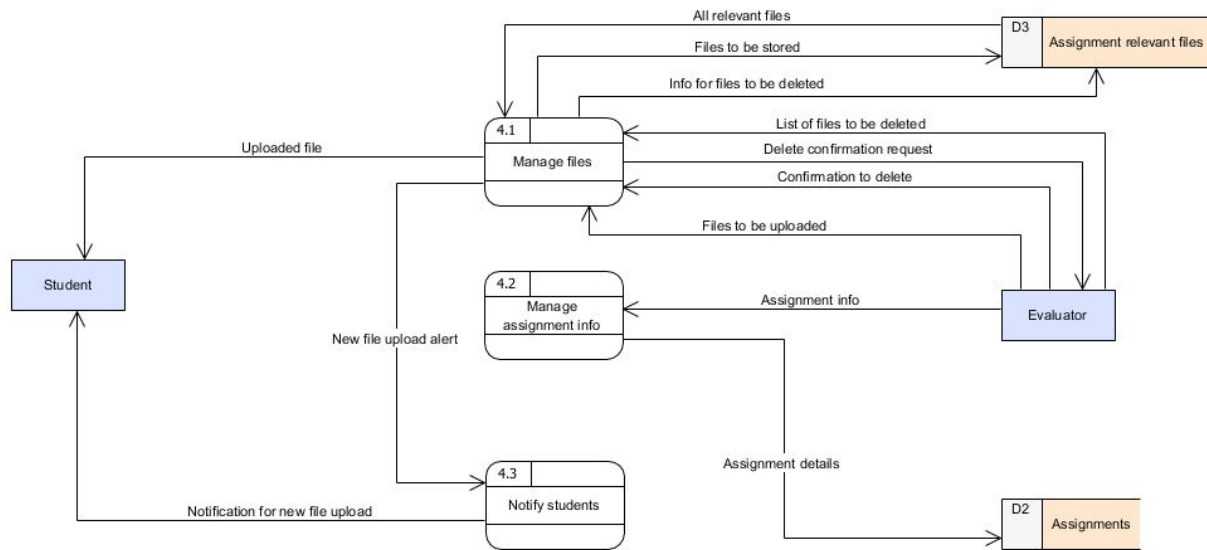 All relevant files
D3
Assignment relevant files
Files to be stored
Info for files to be deleted
4.1
List of files to be deleted
Uploaded file
Manage files
Delete confirmation request
Confirmation to delete
Files to be uploaded
Student
4.2
Manage
assignment info
Assignment info
Evaluator
New file upload alert
4.3
Assignment details
Notification for new file upload
Notify students
D2
Assignments